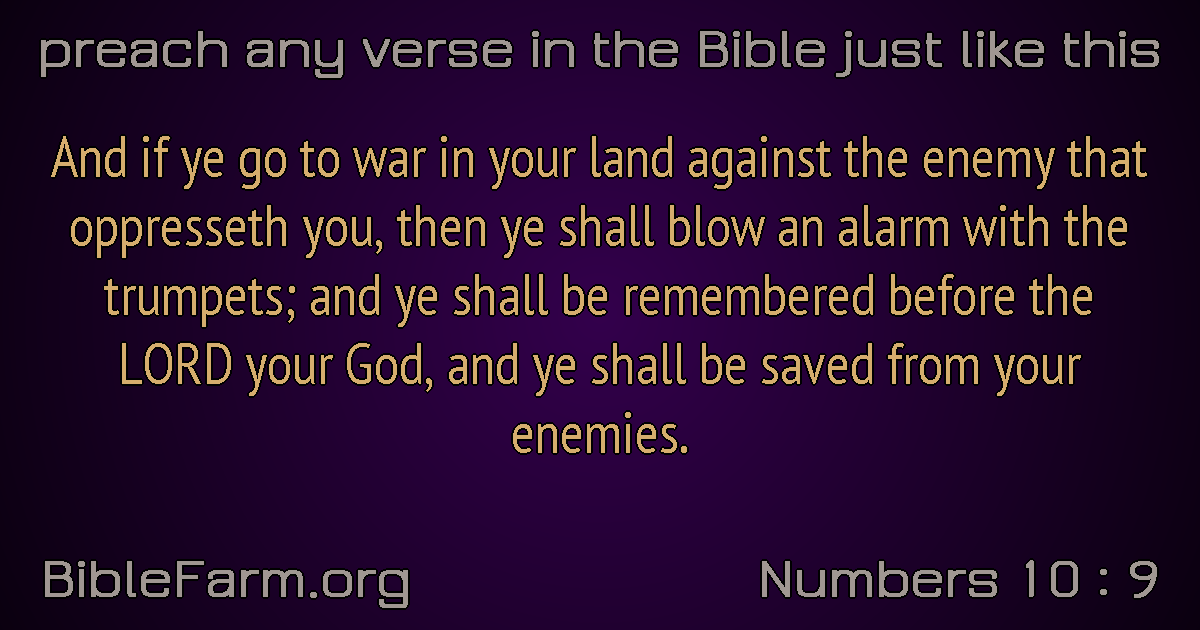 preach any verse in the Bible just like this
And if ye go to war in your land against the enemy that
oppresseth you, then ye shall blow an alarm with the
trumpets; and ye shall be remembered before the
LORD your God, and ye shall be saved from your
enemies.
BibleFarm.org
Numbers 10 : 9